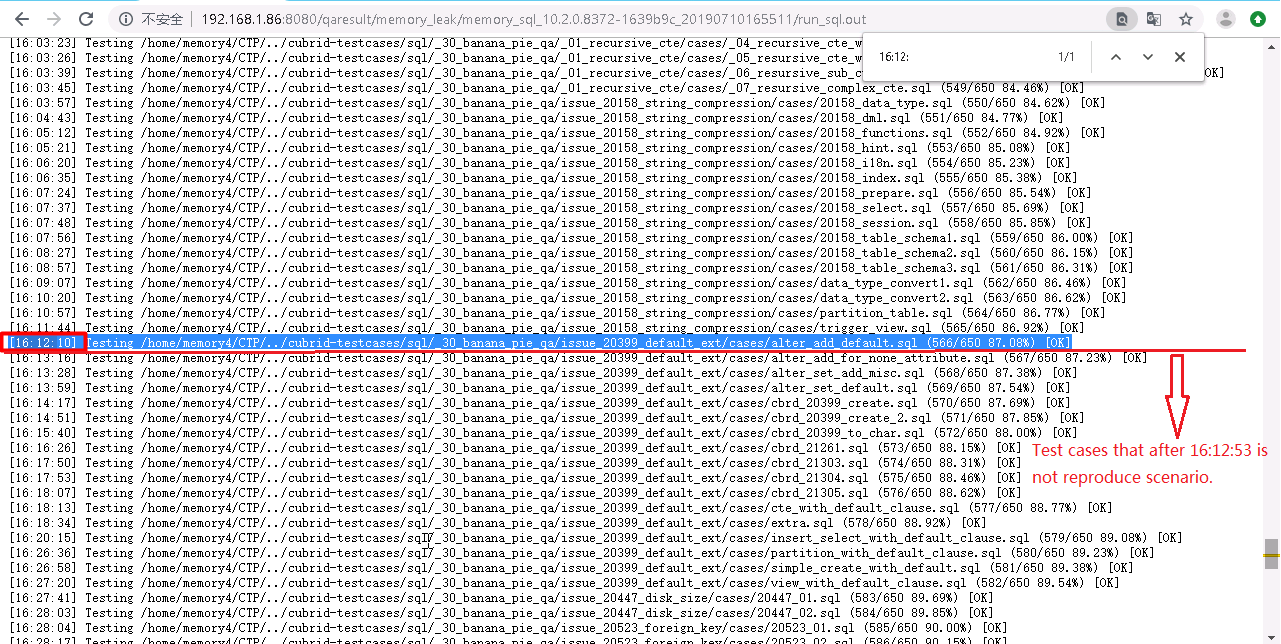 不安全 192.168.1.86:8080/qaresult/memory_leak/memory_sql_10.2.0.8372-1639b9c_20190710165511/run_sql.out
16:12: 1/1
[16:03:23] Testing /home/memory4/CTP/../cubrid-testcases/sql/_30_banana_pie_qa/_01_recursive_cte/cases/_04_recursive_cte_w
[16:03:26] Testing /home/memory4/CTP/../cubrid-testcases/sql/_30_banana_pie_qa/_01_recursive_cte/cases/_05_recursive_cte_w
[16:03:39] Testing /home/memory4/CTP/../cubrid-testcases/sql/_30_banana_pie_qa/_01_recursive_cte/cases/_06_recursive_sub_c OK]
[16:03:45] Testing /home/memory4/CTP/../cubrid-testcases/sql/_30_banana_pie_qa/_01_recursive_cte/cases/_07_recursive_complex_cte.sql (549/650 84.46%) [OK]
[16:03:57] Testing /home/memory4/CTP/../cubrid-testcases/sql/_30_banana_pie_qa/issue_20158_string_compression/cases/20158_data_type.sql (550/650 84.62%) [OK]
[16:04:43] Testing /home/memory4/CTP/../cubrid-testcases/sql/_30_banana_pie_qa/issue_20158_string_compression/cases/20158_dml.sql (551/650 84.77%) [OK]
[16:05:12] Testing /home/memory4/CTP/../cubrid-testcases/sql/_30_banana_pie_qa/issue_20158_string_compression/cases/20158_functions.sql (552/650 84.92%) [OK]
[16:05:21] Testing /home/memory4/CTP/../cubrid-testcases/sql/_30_banana_pie_qa/issue_20158_string_compression/cases/20158_hint.sql (553/650 85.08%) [OK]
[16:06:20] Testing /home/memory4/CTP/../cubrid-testcases/sql/_30_banana_pie_qa/issue_20158_string_compression/cases/20158_i18n.sql (554/650 85.23%) [OK]
[16:06:35] Testing /home/memory4/CTP/../cubrid-testcases/sql/_30_banana_pie_qa/issue_20158_string_compression/cases/20158_index.sql (555/650 85.38%) [OK]
[16:07:24] Testing /home/memory4/CTP/../cubrid-testcases/sql/_30_banana_pie_qa/issue_20158_string_compression/cases/20158_prepare.sql (556/650 85.54%) [OK]
[16:07:37] Testing /home/memory4/CTP/../cubrid-testcases/sql/_30_banana_pie_qa/issue_20158_string_compression/cases/20158_select.sql (557/650 85.69%) [OK]
[16:07:48] Testing /home/memory4/CTP/../cubrid-testcases/sql/_30_banana_pie_qa/issue_20158_string_compression/cases/20158_session.sql (558/650 85.85%) [OK]
[16:07:56] Testing /home/memory4/CTP/../cubrid-testcases/sql/_30_banana_pie_qa/issue_20158_string_compression/cases/20158_table_schema1.sql (559/650 86.00%) [OK]
[16:08:27] Testing /home/memory4/CTP/../cubrid-testcases/sql/_30_banana_pie_qa/issue_20158_string_compression/cases/20158_table_schema2.sql (560/650 86.15%) [OK]
[16:08:57] Testing /home/memory4/CTP/../cubrid-testcases/sql/_30_banana_pie_qa/issue_20158_string_compression/cases/20158_table_schema3.sql (561/650 86.31%) [OK]
[16:09:07] Testing /home/memory4/CTP/../cubrid-testcases/sql/_30_banana_pie_qa/issue_20158_string_compression/cases/data_type_convert1.sql (562/650 86.46%) [OK]
[16:10:20] Testing /home/memory4/CTP/../cubrid-testcases/sql/_30_banana_pie_qa/issue_20158_string_compression/cases/data_type_convert2.sql (563/650 86.62%) [OK]
[16:10:57] Testing /home/memory4/CTP/../cubrid-testcases/sql/_30_banana_pie_qa/issue_20158_string_compression/cases/partition_table.sql (564/650 86.77%) [OK]
[16:11:44] Testing /home/memory4/CTP/../cubrid-testcases/sql/_30_banana_pie_qa/issue_20158_string_compression/cases/trigger_view.sql (565/650 86.92%) [OK]
[16:12:10] Testing /home/memory4/CTP/../cubrid-testcases/sql/_30_banana_pie_qa/issue_20399_default_ext/cases/alter_add_default.sql (566/650 87.08%) [OK]
[16:13:16] Testing /home/memory4/CTP/../cubrid-testcases/sql/_30_banana_pie_qa/issue_20399_default_ext/cases/alter_add_for_none_attribute.sql (567/650 87.23%) [OK]
[16:13:28] Testing /home/memory4/CTP/../cubrid-testcases/sql/_30_banana_pie_qa/issue_20399_default_ext/cases/alter_set_add_misc.sql (568/650 87.38%) [OK]
[16:13:59] Testing /home/memory4/CTP/../cubrid-testcases/sql/_30_banana_pie_qa/issue_20399_default_ext/cases/alter_set_default.sql (569/650 87.54%) [OK]
[16:14:17] Testing /home/memory4/CTP/../cubrid-testcases/sql/_30_banana_pie_qa/issue_20399_default_ext/cases/cbrd_20399_create.sql (570/650 87.69%) [OK]
[16:14:51] Testing /home/memory4/CTP/../cubrid-testcases/sql/_30_banana_pie_qa/issue_20399_default_ext/cases/cbrd_20399_create_2.sql (571/650 87.85%) [OK]
[16:15:40] Testing /home/memory4/CTP/../cubrid-testcases/sql/_30_banana_pie_qa/issue_20399_default_ext/cases/cbrd_20399_to_char.sql (572/650 88.00%) [OK]
[16:16:26] Testing /home/memory4/CTP/../cubrid-testcases/sql/_30_banana_pie_qa/issue_20399_default_ext/cases/cbrd_21261.sql (573/650 88.15%) [OK]
[16:17:50] Testing /home/memory4/CTP/../cubrid-testcases/sql/_30_banana_pie_qa/issue_20399_default_ext/cases/cbrd_21303.sql (574/650 88.31%) [OK]
[16:17:53] Testing /home/memory4/CTP/../cubrid-testcases/sql/_30_banana_pie_qa/issue_20399_default_ext/cases/cbrd_21304.sql (575/650 88.46%) [OK]
[16:18:07] Testing /home/memory4/CTP/../cubrid-testcases/sql/_30_banana_pie_qa/issue_20399_default_ext/cases/cbrd_21305.sql (576/650 88.62%) [OK]
[16:18:13] Testing /home/memory4/CTP/../cubrid-testcases/sql/_30_banana_pie_qa/issue_20399_default_ext/cases/cte_with_default_clause.sql (577/650 88.77%) [OK]
[16:18:34] Testing /home/memory4/CTP/../cubrid-testcases/sql/_30_banana_pie_qa/issue_20399_default_ext/cases/extra.sql (578/650 88.92%) [OK]
[16:20:15] Testing /home/memory4/CTP/../cubrid-testcases/sql/_30_banana_pie_qa/issue_20399_default_ext/cases/insert_select_with_default_clause.sql (579/650 89.08%) [OK]
[16:26:36] Testing /home/memory4/CTP/../cubrid-testcases/sql/_30_banana_pie_qa/issue_20399_default_ext/cases/partition_with_default_clause.sql (580/650 89.23%) [OK]
[16:26:58] Testing /home/memory4/CTP/../cubrid-testcases/sql/_30_banana_pie_qa/issue_20399_default_ext/cases/simple_create_with_default.sql (581/650 89.38%) [OK]
[16:27:20] Testing /home/memory4/CTP/../cubrid-testcases/sql/_30_banana_pie_qa/issue_20399_default_ext/cases/view_with_default_clause.sql (582/650 89.54%) [OK]
[16:27:41] Testing /home/memory4/CTP/../cubrid-testcases/sql/_30_banana_pie_qa/issue_20447_disk_size/cases/20447_01.sql (583/650 89.69%) [OK]
[16:28:03] Testing /home/memory4/CTP/../cubrid-testcases/sql/_30_banana_pie_qa/issue_20447_disk_size/cases/20447_02.sql (584/650 89.85%) [OK]
[16:28:04] Testing /home/memory4/CTP/../cubrid-testcases/sql/_30_banana_pie_qa/issue_20523_foreign_key/cases/20523_01.sql (585/650 90.00%) [OK]
[16:28:17] Testing /home/memory4/CTP/../cubrid-testcases/sql/_30_banana_pie_qa/issue_20523_foreign_key/cases/20523_02.sql (586/650 90.15%) [OK]
Test cases that after 16:12:53 is
not reproduce scenario.